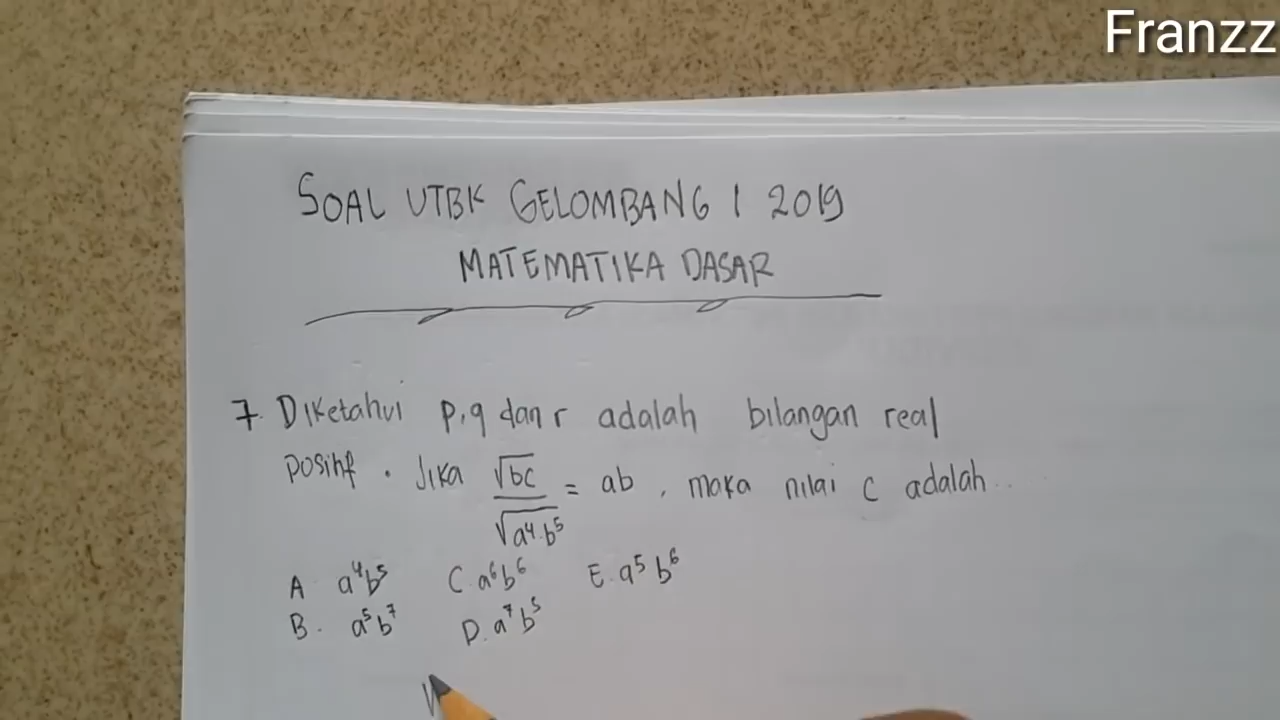 Franzz
SOAL UTBK GELOMBANG 1 2019
MATEMATIKA DASAR
7. Diketahui p,q dan r adalah bilangan real
positif. Jika √bc / √a⁴.b⁵ = ab, maka nilai c adalah...
A a⁴b⁵ C. a⁶b⁶ E. a⁵b⁶
B. a⁵b⁷ D. a⁷b⁵